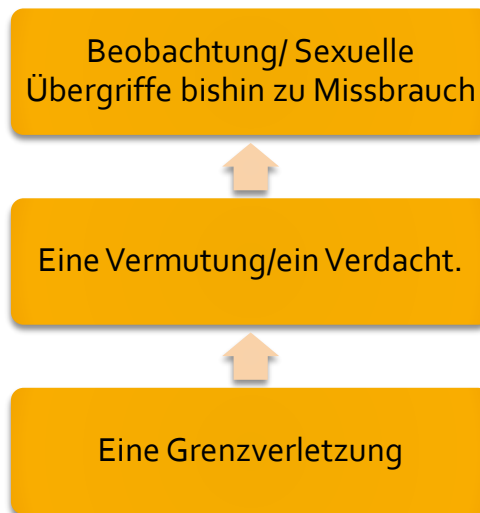 Beobachtung/ Sexuelle
Übergriffe bishin zu Missbrauch
Eine Vermutung/ein Verdacht.
Eine Grenzverletzung